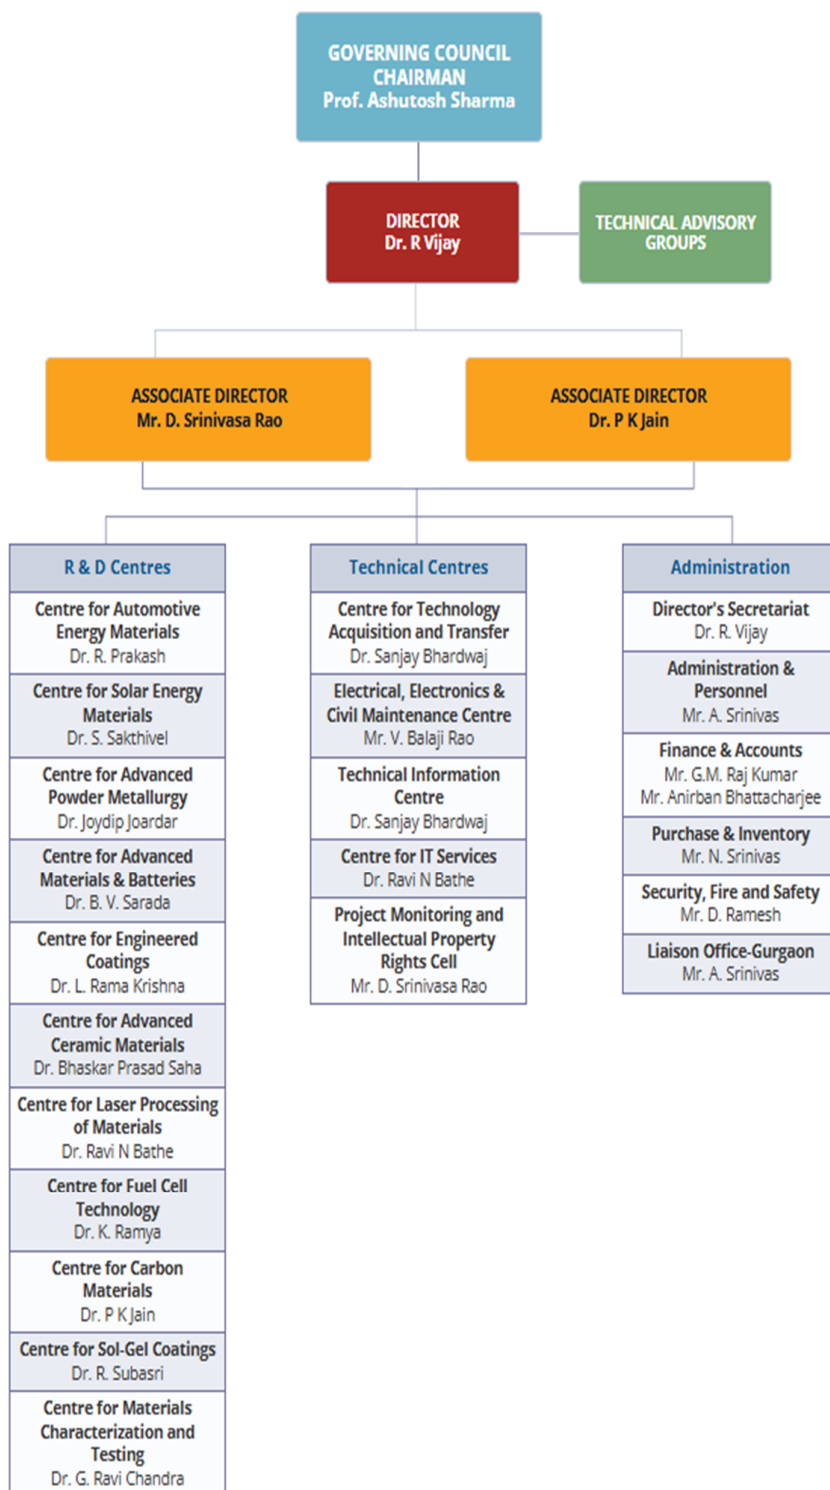 GOVERNING COUNCIL
CHAIRMAN
Prof. Ashutosh Sharma
DIRECTOR
Dr. R Vijay
TECHNICAL ADVISORY
GROUPS
ASSOCIATE DIRECTOR
Mr. D. Srinivasa Rao
ASSOCIATE DIRECTOR
Dr. P K Jain
R & D Centres
Centre for Automotive
Energy Materials
Dr. R. Prakash
Centre for Solar Energy
Materials
Dr. S. Sakthivel
Centre for Advanced
Powder Metallurgy
Dr. Joydip Joardar
Centre for Advanced
Materials & Batteries
Dr. B. V. Sarada
Centre for Engineered
Coatings
Dr. L. Rama Krishna
Centre for Advanced
Ceramic Materials
Dr. Bhaskar Prasad Saha
Centre for Laser Processing
of Materials
Dr. Ravi N Bathe
Centre for Fuel Cell
Technology
Dr. K. Ramya
Centre for Carbon
Materials
Dr. P K Jain
Centre for Sol-Gel Coatings
Dr. R. Subasri
Centre for Materials
Characterization and
Testing
Dr. G. Ravi Chandra
Technical Centres
Centre for Technology
Acquisition and Transfer
Dr. Sanjay Bhardwaj
Electrical, Electronics &
Civil Maintenance Centre
Mr. V. Balaji Rao
Technical Information
Centre
Dr. Sanjay Bhardwaj
Centre for IT Services
Dr. Ravi N Bathe
Project Monitoring and
Intellectual Property
Rights Cell
Mr. D. Srinivasa Rao
Administration
Director's Secretariat
Dr. R. Vijay
Administration &
Personnel
Mr. A. Srinivas
Finance & Accounts
Mr. G.M. Raj Kumar
Mr. Anirban Bhattacharjee
Purchase & Inventory
Mr. N. Srinivas
Security, Fire and Safety
Mr. D. Ramesh
Liaison Office-Gurgaon
Mr. A. Srinivas